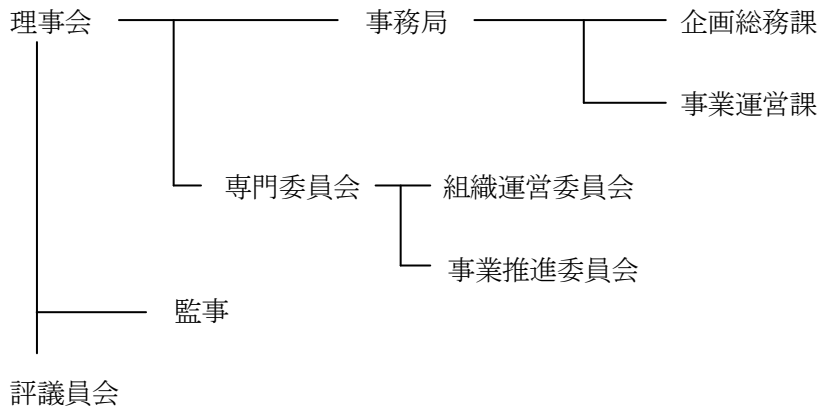 理事会 事務局 企画総務課
事業運営課
専門委員会 組織運営委員会
事業推進委員会
監事
評議員会